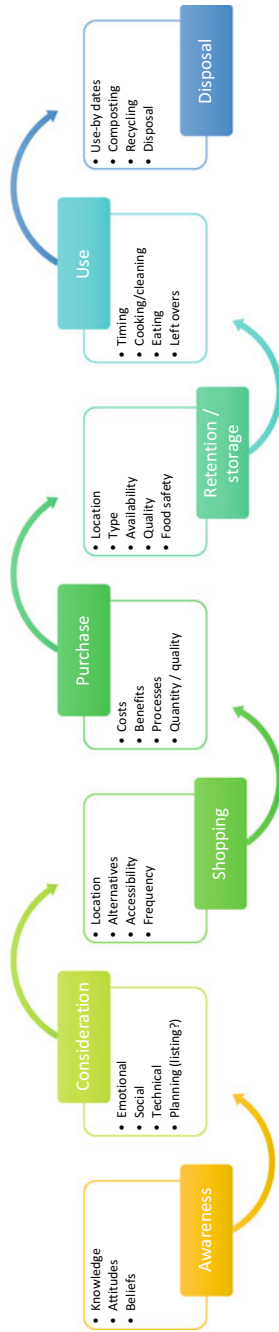 Knowledge
Attitudes
Beliefs
Awareness
Consideration
Emotional
Social
Technical
Planning (listing?)
Location
Alternatives
Accessibility
Frequency
Shopping
Purchase
Costs
Benefits
Processes
Quantity / quality
Location
Type
Availability
Quality
Food safety
Retention /
storage
Use
Timing
Cooking/cleaning
Eating
Left overs
Use-by dates
Composting
Recycling
Disposal
Disposal